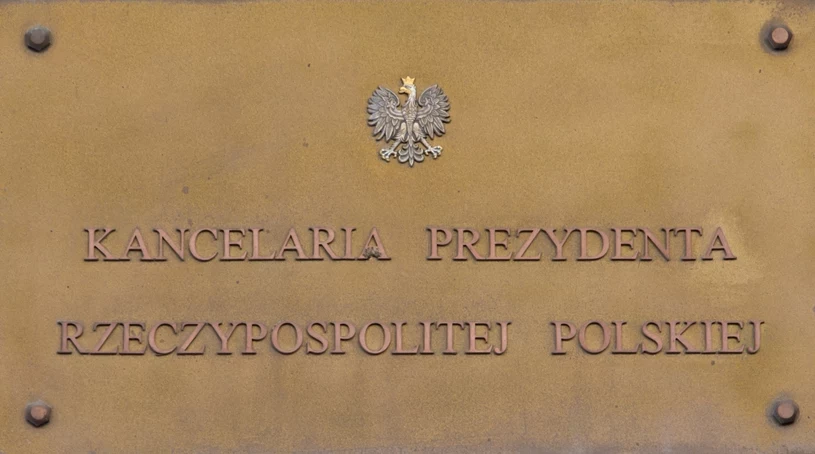 KANCELARIA PREZYDENTA
RZECZYPOSPOLITEJ POLSKIEJ